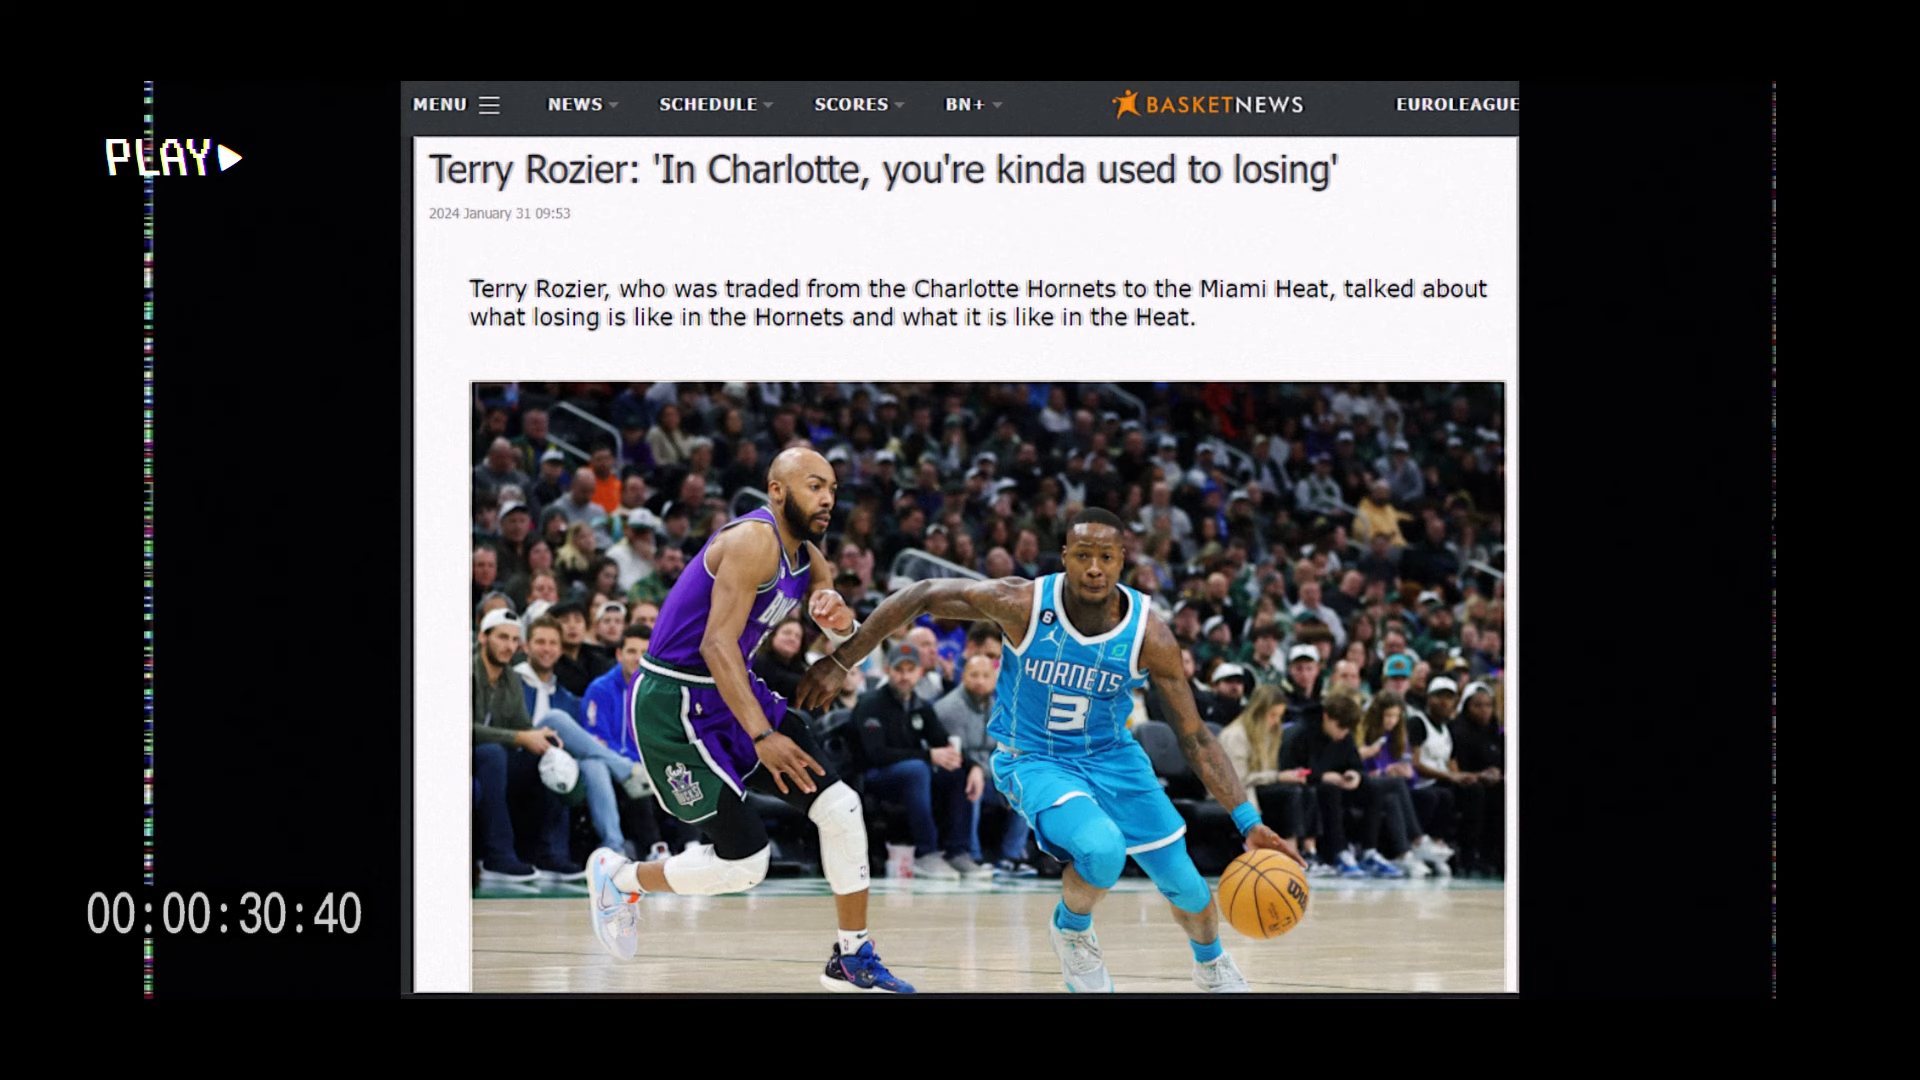 MENU NEWS SCHEDULE SCORES BN+ BASKETNEWS EUROLEAGUE
PLAY
Terry Rozier: 'In Charlotte, you're kinda used to losing'
2024 January 31 09:53
Terry Rozier, who was traded from the Charlotte Hornets to the Miami Heat, talked about
what losing is like in the Hornets and what it is like in the Heat.
6
HORNETS
3
BUCKS
00:00:30:40